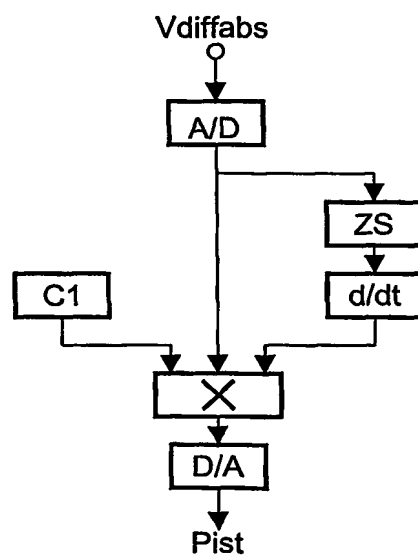 Vdiffabs
A/D
ZS
C1
d/dt
X
D/A
Pist